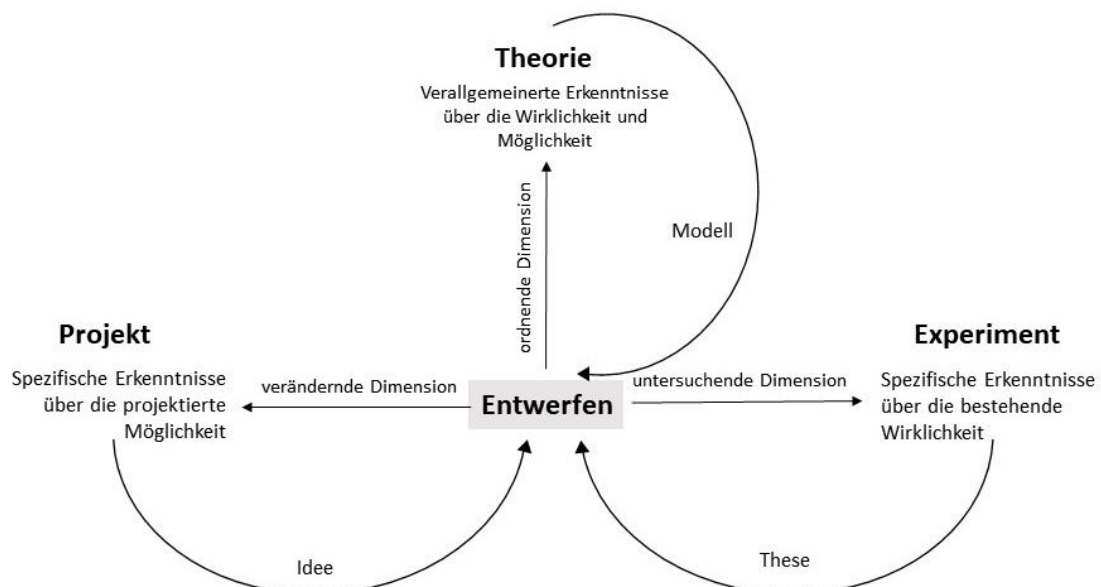 Theorie
Verallgemeinerte Erkenntnisse
über die Wirklichkeit und
Möglichkeit
ordnende Dimension
Modell
Projekt
Spezifische Erkenntnisse
über die projektierte
Möglichkeit
verändernde Dimension
Entwerfen
untersuchende Dimension
Experiment
Spezifische Erkenntnisse
über die bestehende
Wirklichkeit
Idee
These